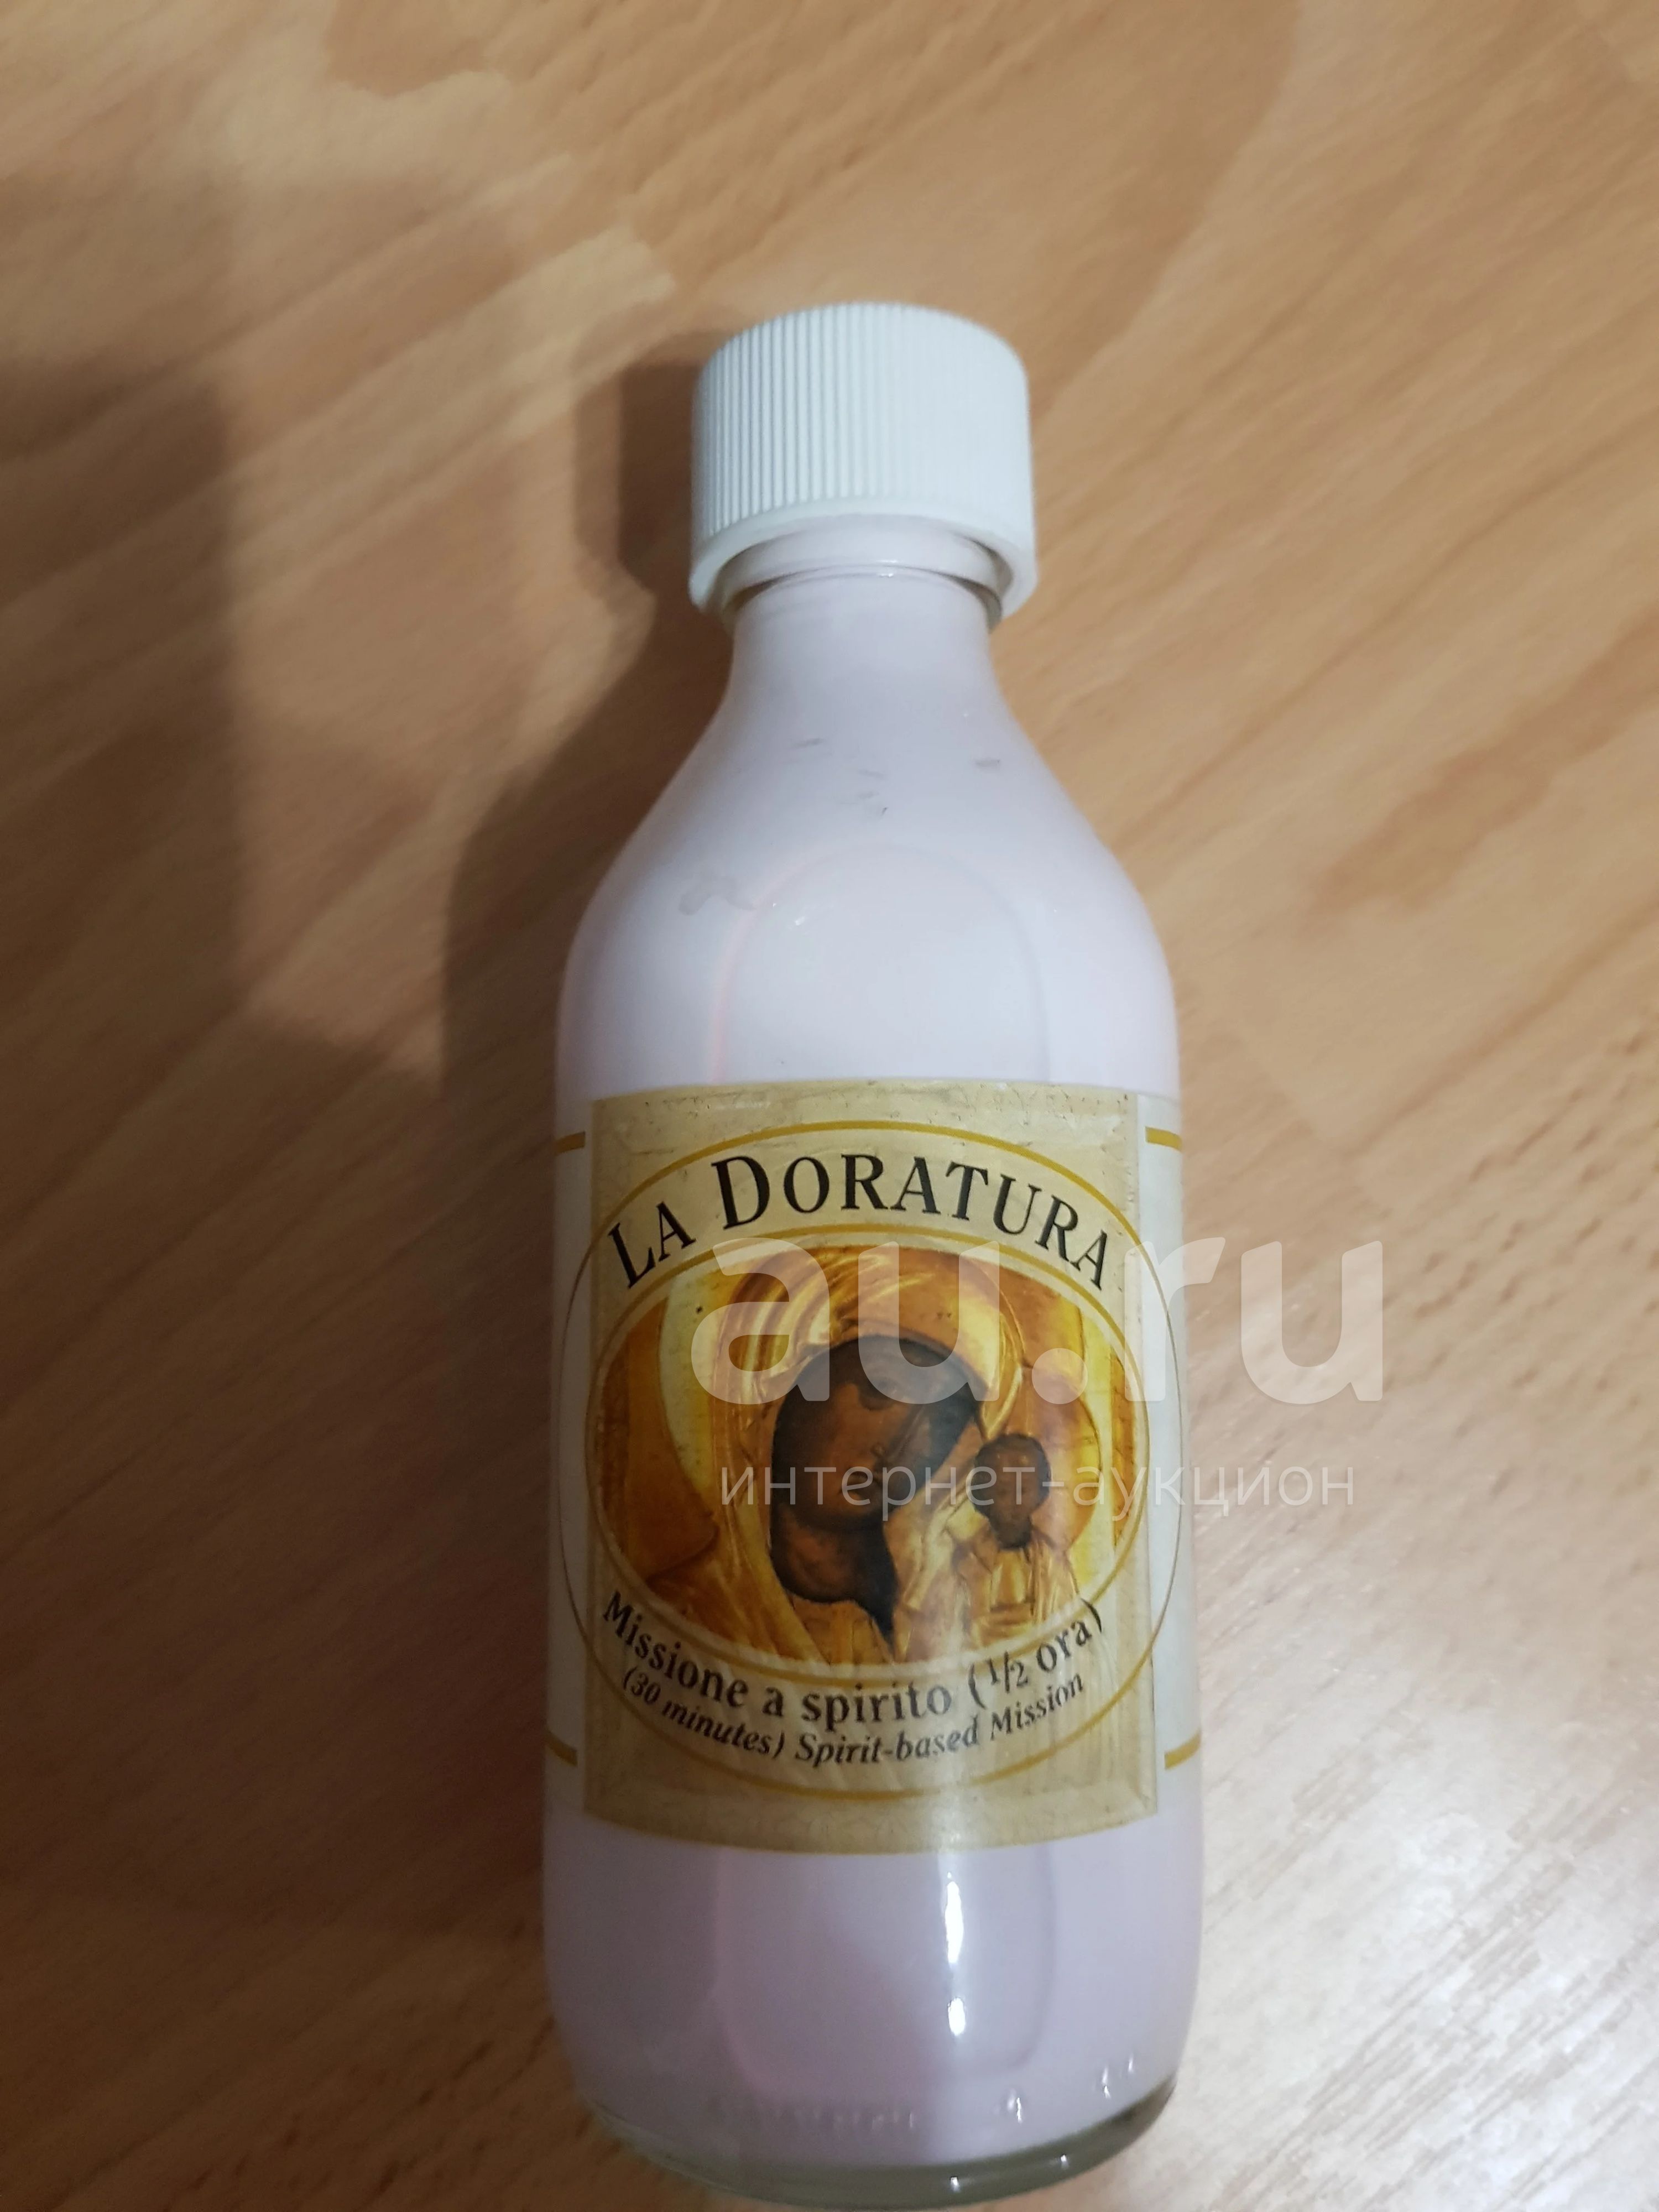 LA DORATURA
au.ru
интернет-аукцион
Missione a spirito (1/2 ora)
(30 minutes) Spirit-based Mission